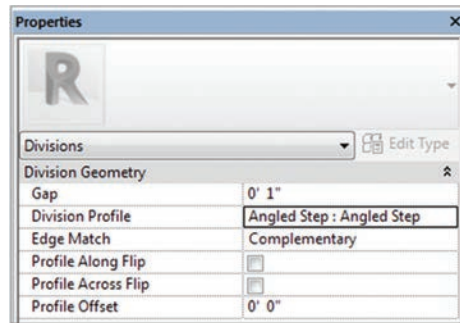 Properties
R
Divisions Edit Type
Division Geometry
Gap 0' 1"
Division Profile Angled Step : Angled Step
Edge Match Complementary
Profile Along Flip
Profile Across Flip
Profile Offset 0' 0"